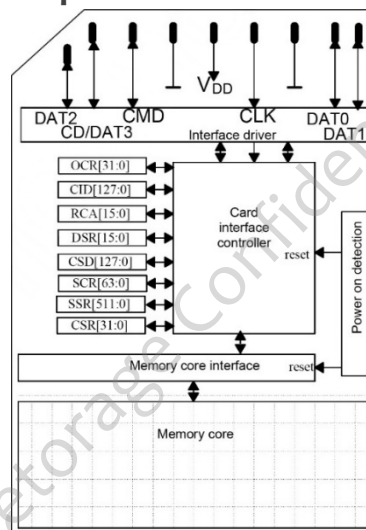 V_DD
DAT2 CMD CLK DAT0
CD/DAT3 Interface driver DAT1
OCR[31:0]
CID[127:0]
RCA[15:0]
DSR[15:0]
CSD[127:0]
SCR[63:0]
SSR[511:0]
CSR[31:0]
Card
interface
controller
reset
Power on detection
Memory core interface reset
Memory core